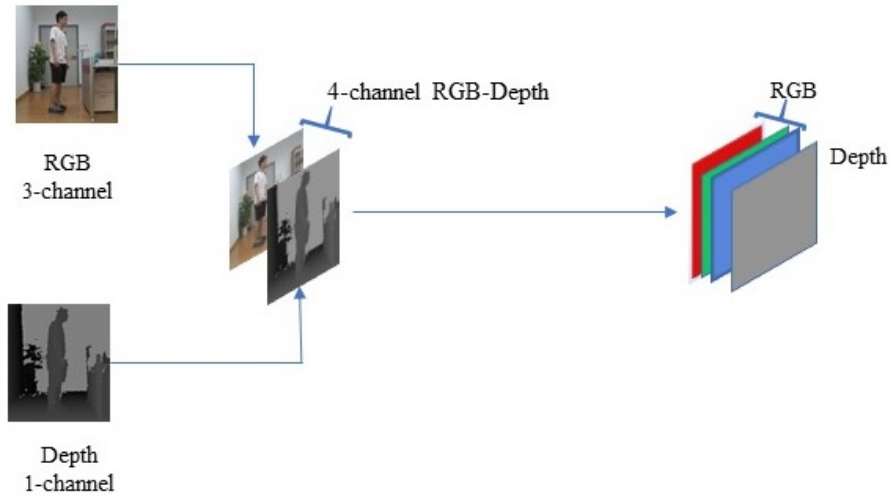 RGB
3-channel
4-channel RGB-Depth
RGB
Depth
Depth
1-channel